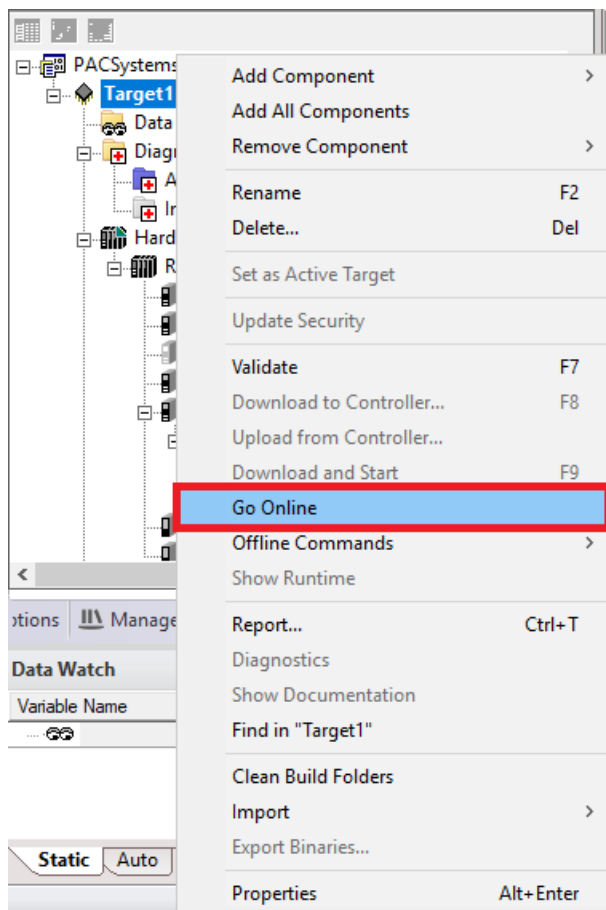 PACSystems
Target1
Data
Hard
Add Component
Add All Components
Remove Component
Rename F2
Delete... Del
Set as Active Target
Update Security
Validate F7
Download to Controller... F8
Upload from Controller...
Download and Start F9
Go Online
Offline Commands
Show Runtime
Report... Ctrl+T
Diagnostics
Show Documentation
Find in "Target1"
Clean Build Folders
Import
Export Binaries...
Properties Alt+Enter
Data Watch
Variable Name
Static Auto